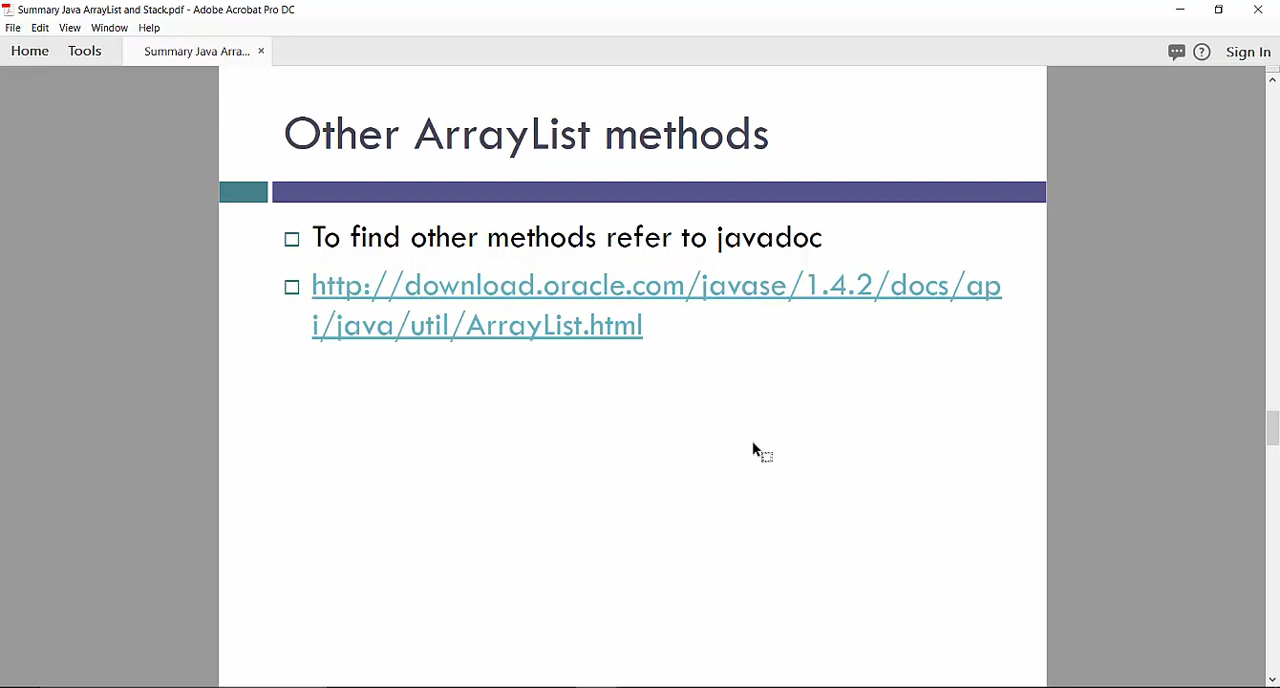 Summary Java ArrayList and Stack.pdf - Adobe Acrobat Pro DC
File Edit View Window Help
Home Tools Summary Java Arra... × Sign In
Other ArrayList methods
To find other methods refer to javadoc
http://download.oracle.com/javase/1.4.2/docs/ap
i/java/util/ArrayList.html